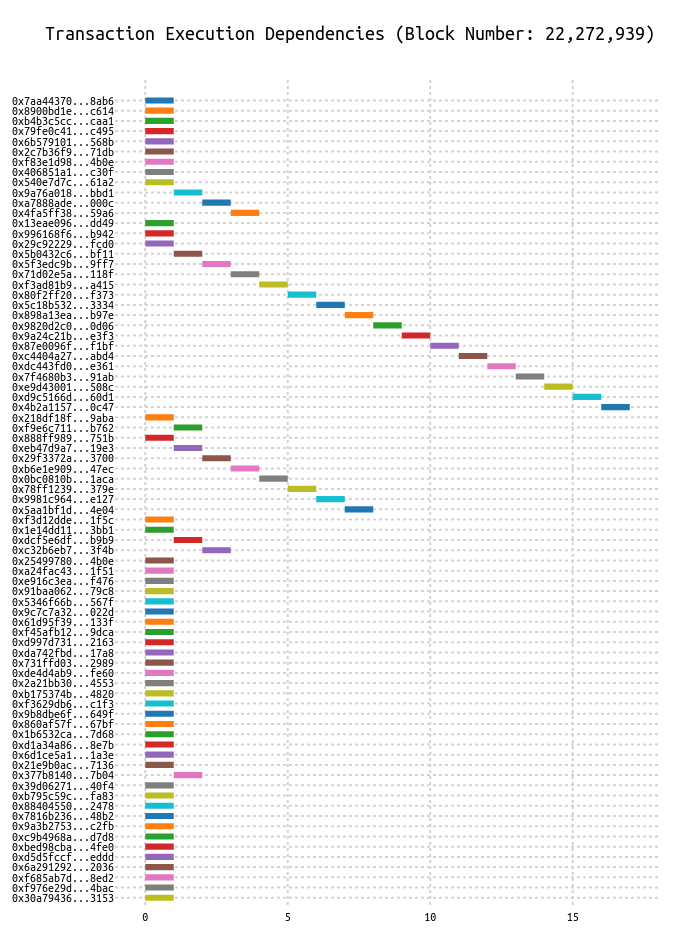 Transaction Execution Dependencies (Block Number: 22,272,939)
0x7aa44370...8ab6
0x8900bd1e...c614
0xb4b3c5cc...caa1
0x79fe0c41...c495
0x6b579101...568b
0x2c7b36f9...71db
0xf83e1d98...4b0e
0x406851a1...c30f
0x540e7d7c...61a2
0x9a76a018...bbd1
0xa7888ade...000c
0x4fa5ff38...59a6
0x13eae096...dd49
0x996168f6...b942
0x29c92229...fcd0
0x5b0432c6...bf11
0x5f3edc9b...9ff7
0x71d02e5a...118f
0xf3ad81b9...a415
0x80f2ff20...f373
0x5c18b532...3334
0x898a13ea...b97e
0x9820d2c0...0d06
0x9a24c21b...e3f3
0x87e0096f...f1bf
0xc4404a27...abd4
0xdc443fd0...e361
0x7f4680b3...91ab
0xe9d43001...508c
0xd9c5166d...60d1
0x4b2a1157...0c47
0x218df18f...9aba
0xf9e6c711...b762
0x888ff989...751b
0xeb47d9a7...19e3
0x29f3372a...3700
0xb6e1e909...47ec
0x0bc0810b...1aca
0x78ff1239...379e
0x9981c964...e127
0x5aa1bf1d...4e04
0xf3d12dde...1f5c
0x1e14dd11...3bb1
0xdcf5e6df...b9b9
0xc32b6eb7...3f4b
0x25499780...4b0e
0xa24fac43...1f51
0xe916c3ea...f476
0x91baa062...79c8
0x5346f66b...567f
0x9c7c7a32...022d
0x61d95f39...133f
0xf45afb12...9dca
0xd997d731...2163
0xda742fbd...17a8
0x731ffd03...2989
0xde4d4ab9...fe60
0x2a21bb30...4553
0xb175374b...4820
0xf3629db6...c1f3
0x9b8dbe6f...649f
0x860af57f...67bf
0x1b6532ca...7d68
0xd1a34a86...8e7b
0x6d1ce5a1...1a3e
0x21e9b0ac...7136
0x377b8140...7b04
0x39d06271...40f4
0xb795c59c...fa83
0x88404550...2478
0x7816b236...48b2
0x9a3b2753...c2fb
0xc9b4968a...d7d8
0xbed98cba...4fe0
0xd5d5fccf...eddd
0x6a291292...2036
0xf685ab7d...8ed2
0xf976e29d...4bac
0x30a79436...3153
0 5 10 15